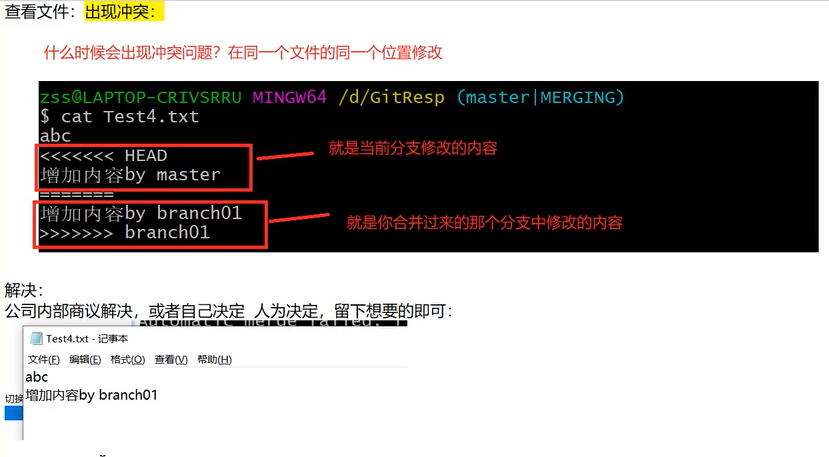 查看文件：出现冲突：
什么时候会出现冲突问题？在同一个文件的同一个位置修改
zss@LAPTOP-CRIVSRRU MINGW64 /d/GitResp (master|MERGING)
$ cat Test4.txt
abc
<<<<<<< HEAD
就是当前分支修改的内容
增加内容by master
=======
增加内容by branch01
就是你合并过来的那个分支中修改的内容
>>>>>>> branch01
解决：
公司内部商议解决，或者自己决定 人为决定，留下想要的即可：
Automatic merge failed.
Test4.txt - 记事本
文件(F) 编辑(E) 格式(O) 查看(V) 帮助(H)
abc
切换
增加内容by branch01